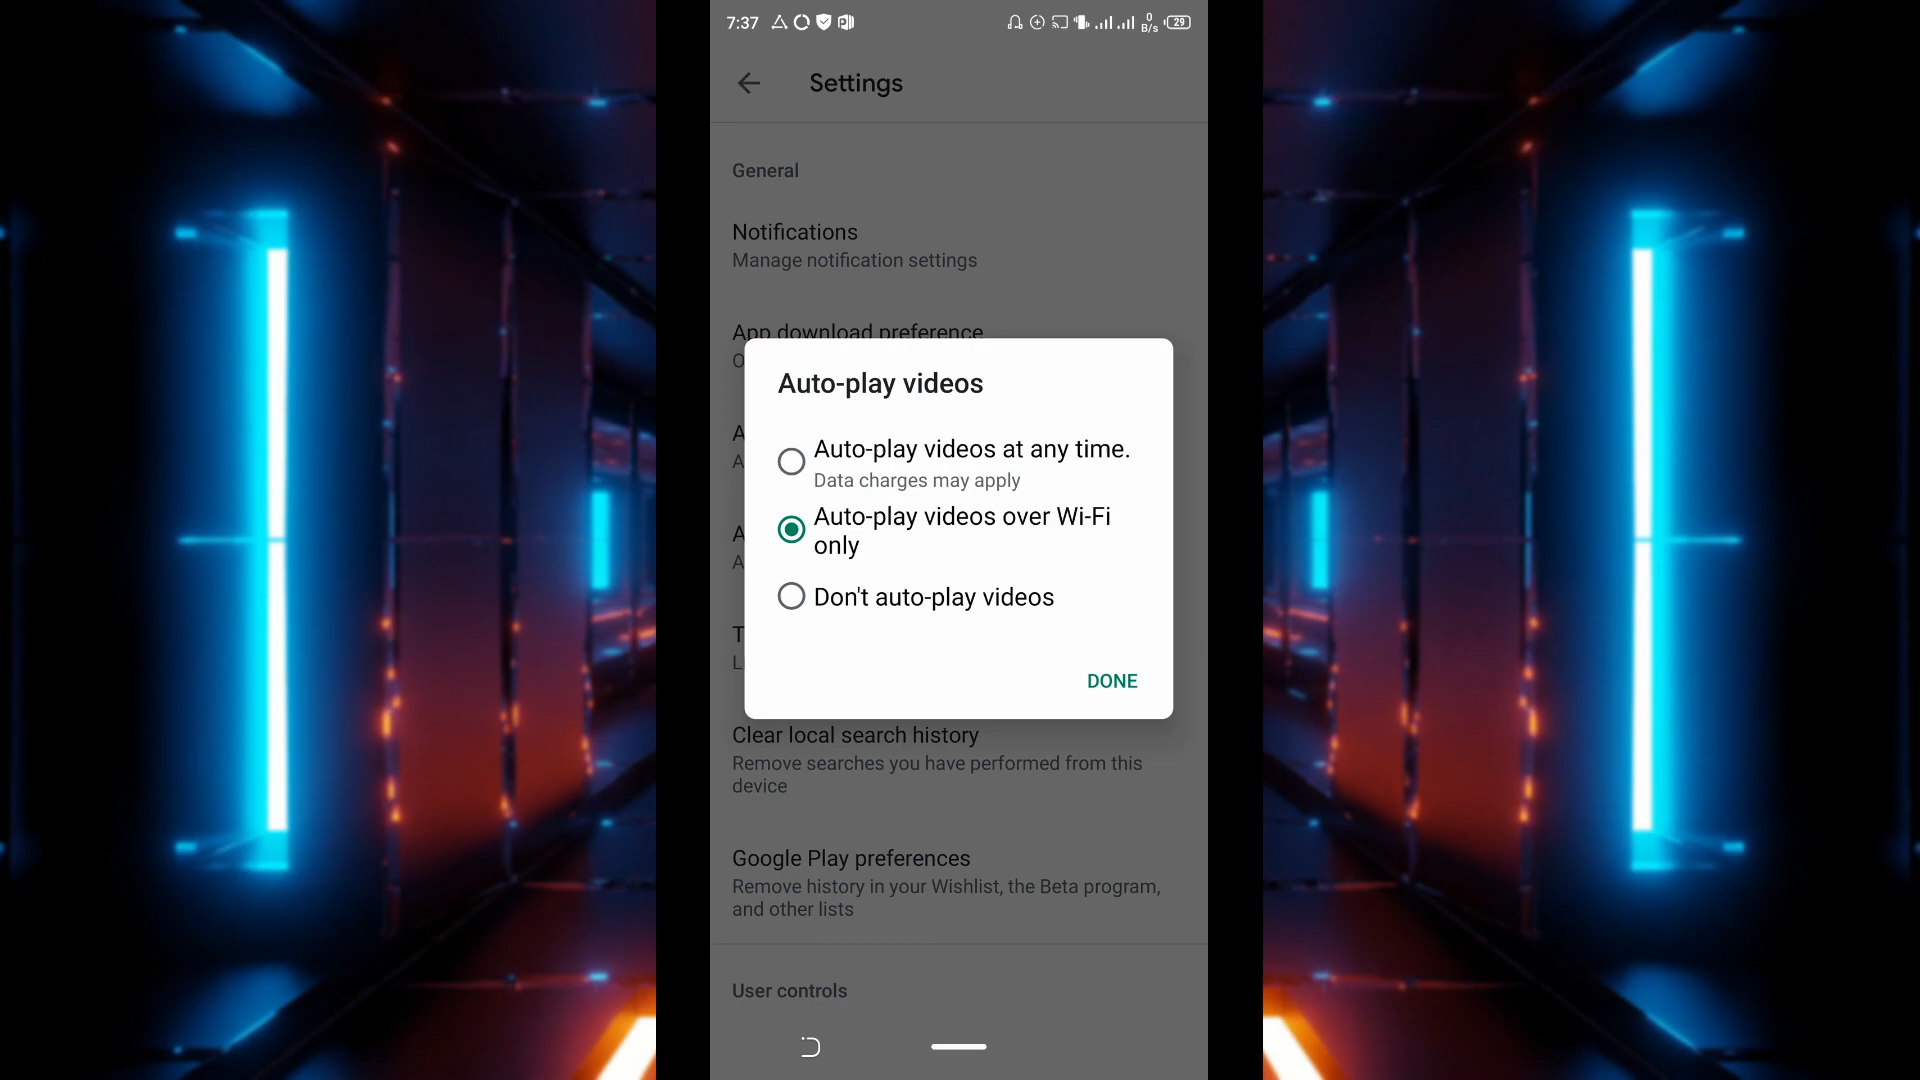 7:37
0
B/s
29
Settings
General
Notifications
Manage notification settings
App download preference
O
Auto-play videos
A
A
Auto-play videos at any time.
Data charges may apply
Auto-play videos over Wi-Fi
only
A
A
Don't auto-play videos
T
L
DONE
Clear local search history
Remove searches you have performed from this
device
Google Play preferences
Remove history in your Wishlist, the Beta program,
and other lists
User controls